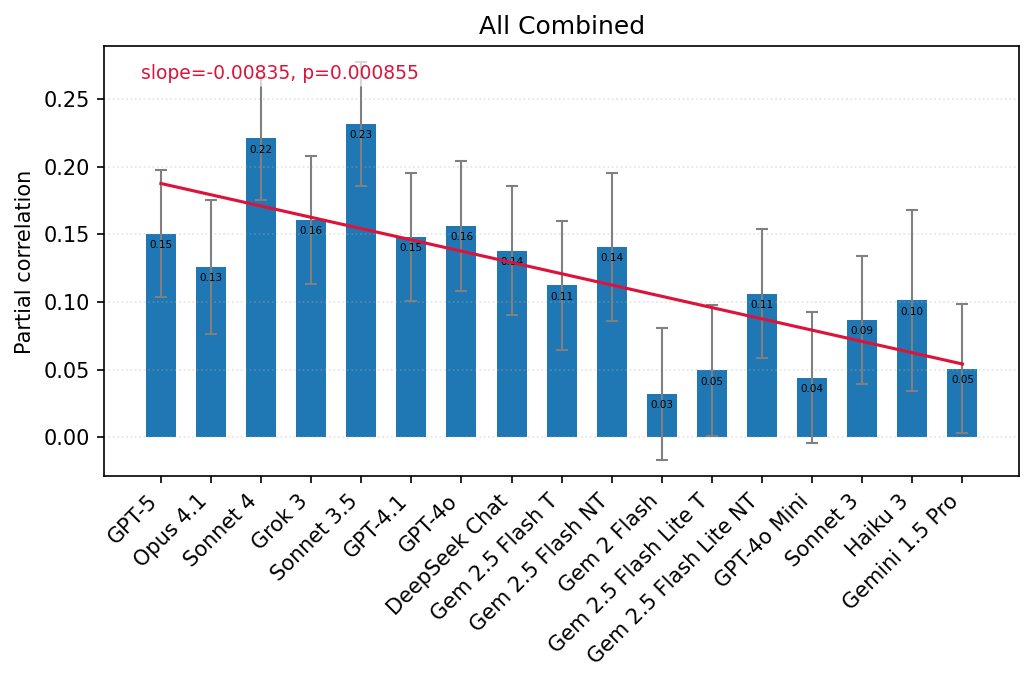 All Combined
slope=-0.00835, p=0.000855
Partial correlation
0.25
0.20
0.15
0.10
0.05
0.00
0.15
0.13
0.22
0.16
0.23
0.15
0.16
0.14
0.11
0.14
0.03
0.05
0.11
0.04
0.09
0.10
0.05
GPT-5
Opus 4.1
Sonnet 4
Grok 3
Sonnet 3.5
GPT-4.1
GPT-4o
DeepSeek Chat
Gem 2.5 Flash T
Gem 2.5 Flash NT
Gem 2 Flash
Gem 2.5 Flash Lite T
Gem 2.5 Flash Lite NT
GPT-4o Mini
Sonnet 3
Haiku 3
Gemini 1.5 Pro